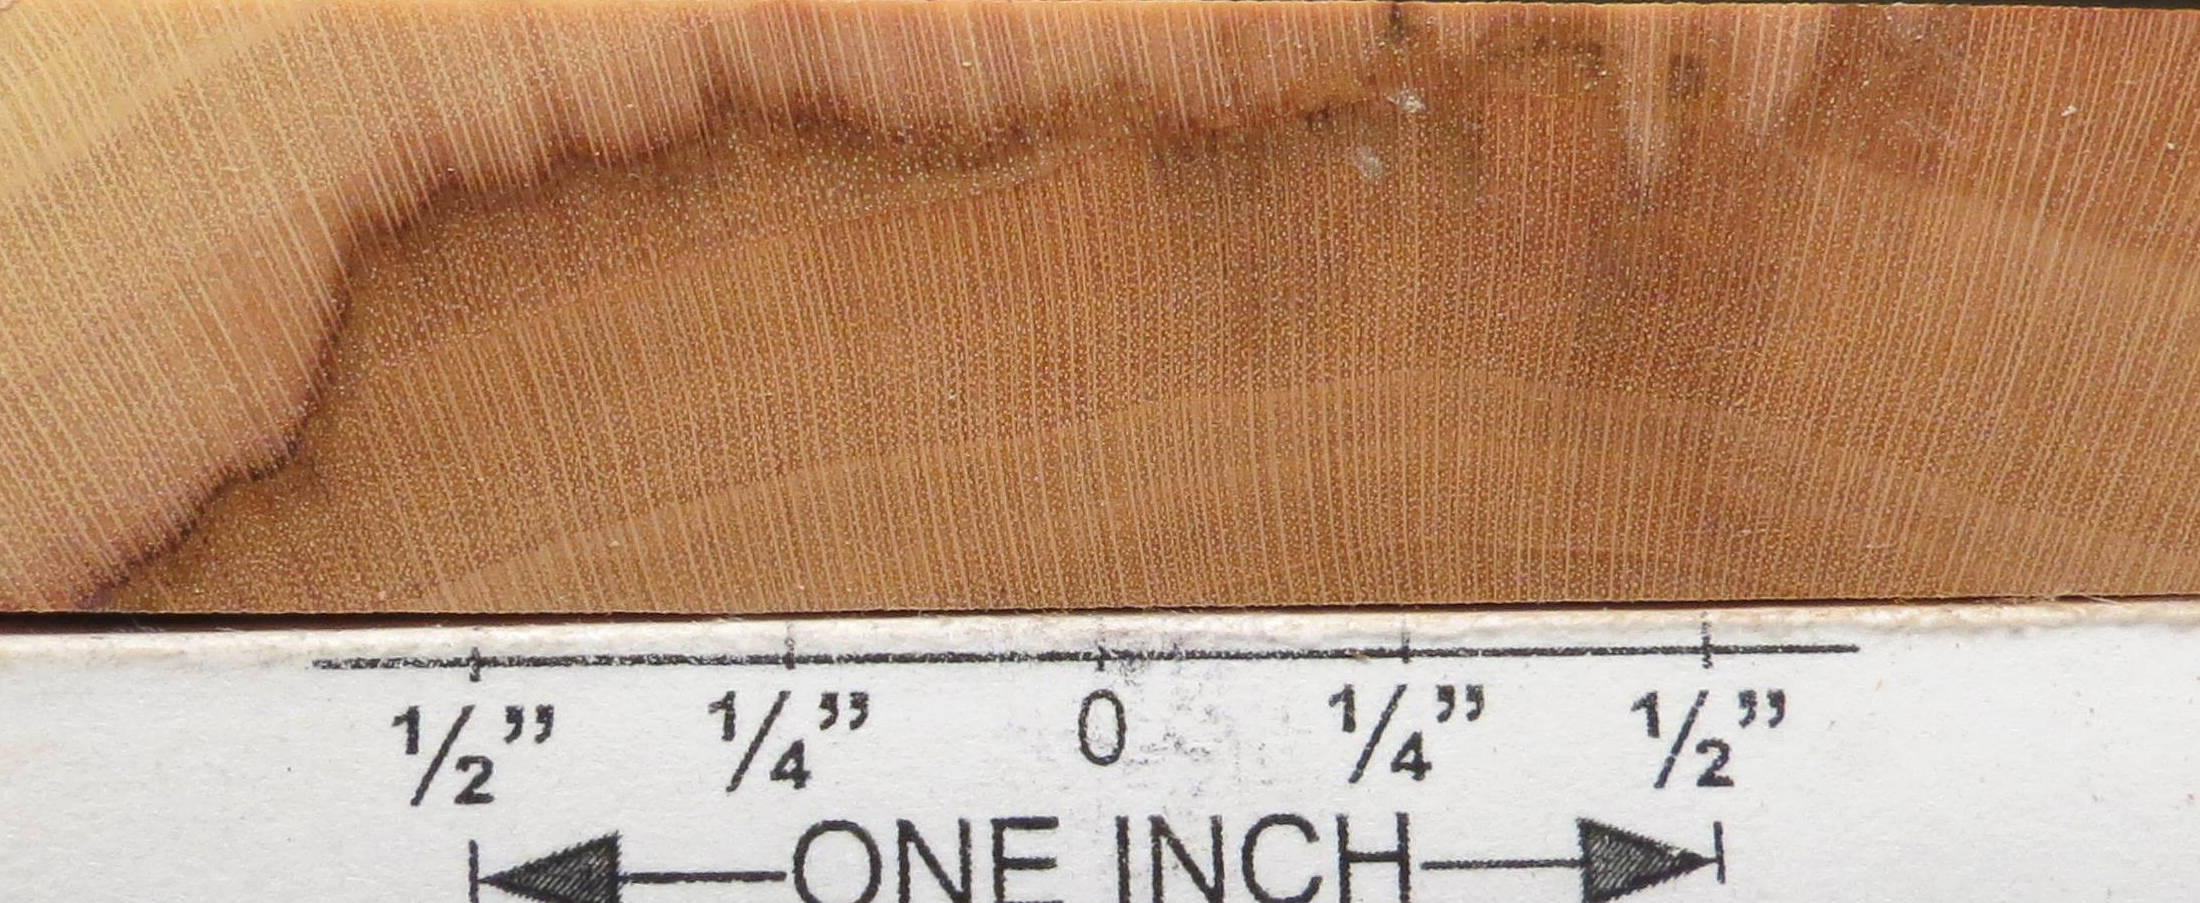 1/2” 1/4” 0 1/4” 1/2”
ONE INCH